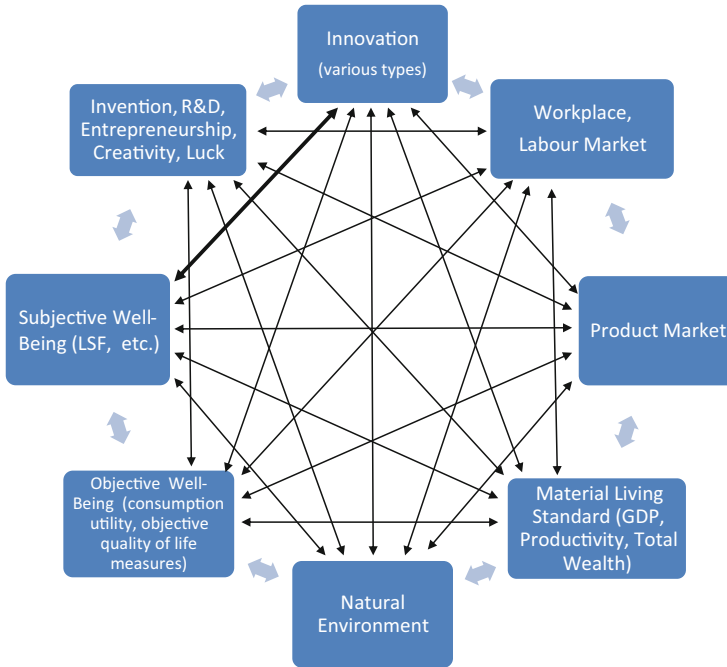 Innovation
(various types)
Invention, R&D,
Entrepreneurship,
Creativity, Luck
Workplace,
Labour Market
Subjective Well-
Being (LSF, etc.)
Product Market
Objective Well-
Being (consumption
utility, objective
quality of life
measures)
Material Living
Standard (GDP,
Productivity, Total
Wealth)
Natural
Environment